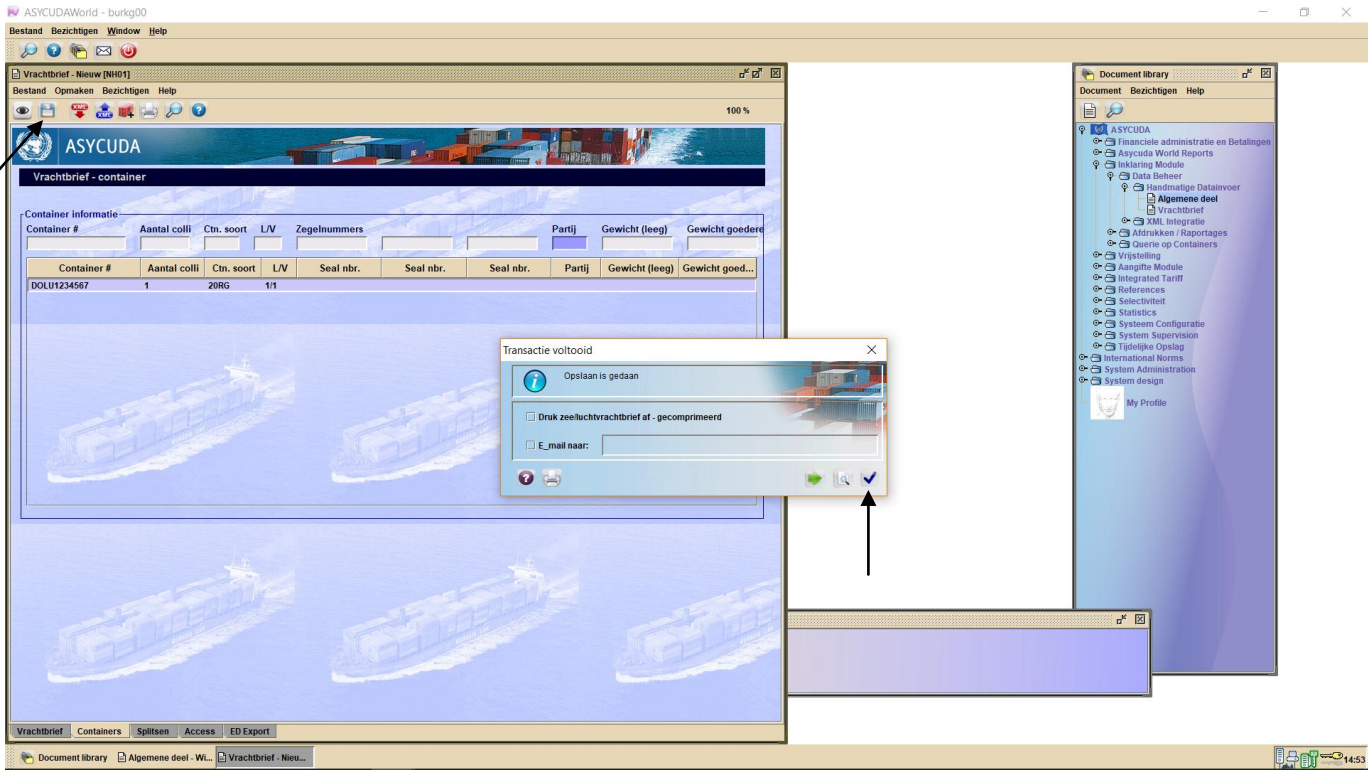 ASYCUDAWorld - burkg00
Bestand Bezichtigen Window Help
Vrachtbrief - Nieuw [NH01]
Bestand Opmaken Bezichtigen Help
XML XML 100 %
ASYCUDA
Vrachtbrief - container
Container informatie
Container # Aantal colli Ctn. soort L/V Zegelnummers Partij Gewicht (leeg) Gewicht goedere
Container # Aantal colli Ctn. soort L/V Seal nbr. Seal nbr. Seal nbr. Partij Gewicht (leeg) Gewicht goed...
DOLU1234567 1 20RG 1/1
Transactie voltooid
Opslaan is gedaan
Druk zee/luchtvrachtbrief af - gecomprimeerd
E_mail naar:
Vrachtbrief Containers Splitsen Access ED Export
Document library
Document Bezichtigen Help
ASYCUDA
Financiele administratie en Betalingen
Asycuda World Reports
Inklaring Module
Data Beheer
Handmatige Datainvoer
Algemene deel
Vrachtbrief
XML Integratie
Afdrukken / Raportages
Querie op Containers
Vrijstelling
Aangifte Module
Integrated Tariff
References
Selectiviteit
Statistics
Systeem Configuratie
System Supervision
Tijdelijke Opslag
International Norms
System Administration
System design
My Profile
Document library Algemene deel - Wi... Vrachtbrief - Nieu... 14:53